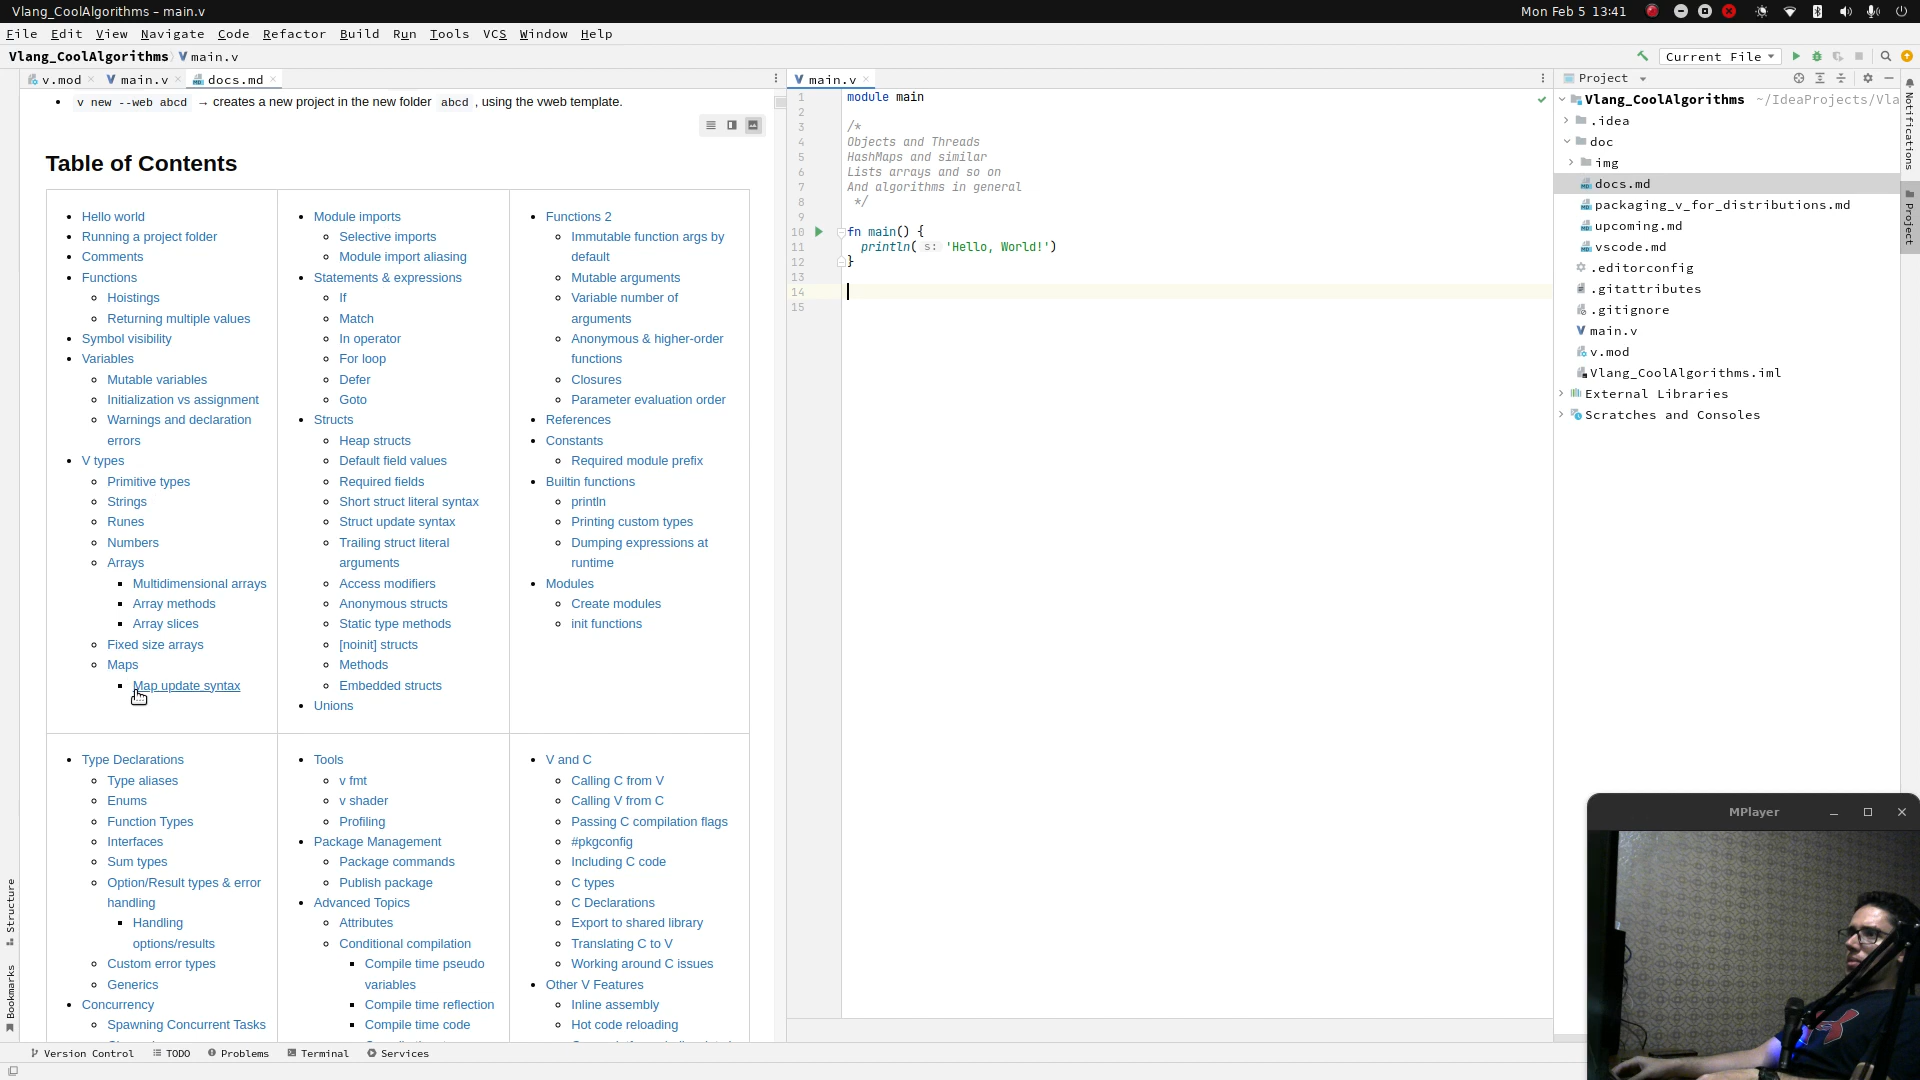 Vlang_CoolAlgorithms – main.v
Mon Feb 5 13:41
File Edit View Navigate Code Refactor Build Run Tools VCS Window Help
Vlang_CoolAlgorithms main.v
Current File
v.mod
main.v
docs.md
v new --web abcd → creates a new project in the new folder abcd , using the vweb template.
Table of Contents
Hello world
Running a project folder
Comments
Functions
Hoistings
Returning multiple values
Symbol visibility
Variables
Mutable variables
Initialization vs assignment
Warnings and declaration
errors
V types
Primitive types
Strings
Runes
Numbers
Arrays
Multidimensional arrays
Array methods
Array slices
Fixed size arrays
Maps
Map update syntax
Module imports
Selective imports
Module import aliasing
Statements & expressions
If
Match
In operator
For loop
Defer
Goto
Structs
Heap structs
Default field values
Required fields
Short struct literal syntax
Struct update syntax
Trailing struct literal
arguments
Access modifiers
Anonymous structs
Static type methods
[noinit] structs
Methods
Embedded structs
Unions
Functions 2
Immutable function args by
default
Mutable arguments
Variable number of
arguments
Anonymous & higher-order
functions
Closures
Parameter evaluation order
References
Constants
Required module prefix
Builtin functions
println
Printing custom types
Dumping expressions at
runtime
Modules
Create modules
init functions
Type Declarations
Type aliases
Enums
Function Types
Interfaces
Sum types
Option/Result types & error
handling
Handling
options/results
Custom error types
Generics
Concurrency
Spawning Concurrent Tasks
Tools
v fmt
v shader
Profiling
Package Management
Package commands
Publish package
Advanced Topics
Attributes
Conditional compilation
Compile time pseudo
variables
Compile time reflection
Compile time code
V and C
Calling C from V
Calling V from C
Passing C compilation flags
#pkgconfig
Including C code
C types
C Declarations
Export to shared library
Translating C to V
Working around C issues
Other V Features
Inline assembly
Hot code reloading
main.v
1 module main
2
3 /*
4 Objects and Threads
5 HashMaps and similar
6 Lists arrays and so on
7 And algorithms in general
8 */
9
10 fn main() {
11 println( s: 'Hello, World!')
12 }
13
14
15
Project
Vlang_CoolAlgorithms ~/IdeaProjects/Vla
.idea
doc
img
docs.md
packaging_v_for_distributions.md
upcoming.md
vscode.md
.editorconfig
.gitattributes
.gitignore
main.v
v.mod
Vlang_CoolAlgorithms.iml
External Libraries
Scratches and Consoles
Notifications
Project
MPlayer
Structure
Bookmarks
Version Control TODO Problems Terminal Services